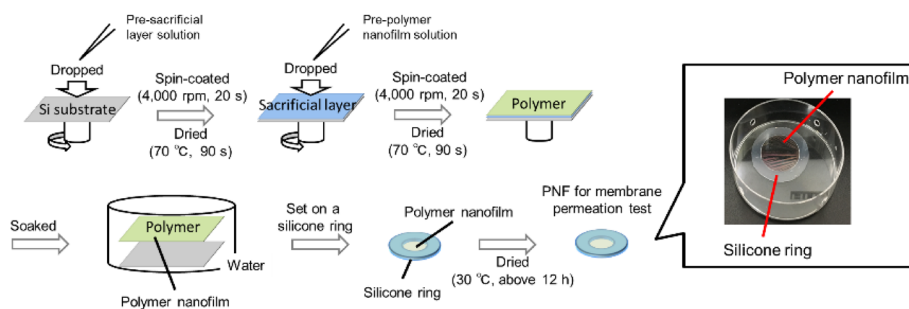 Pre-sacrificial
layer solution
Dropped
Si substrate
Spin-coated
(4,000 rpm, 20 s)
Dried
(70 ℃, 90 s)
Pre-polymer
nanofilm solution
Dropped
Sacrificial layer
Spin-coated
(4,000 rpm, 20 s)
Dried
(70 ℃, 90 s)
Polymer
Polymer nanofilm
Silicone ring
Soaked
Polymer
Water
Polymer nanofilm
Set on a
silicone ring
Polymer nanofilm
Silicone ring
Dried
(30 ℃, above 12 h)
PNF for membrane
permeation test